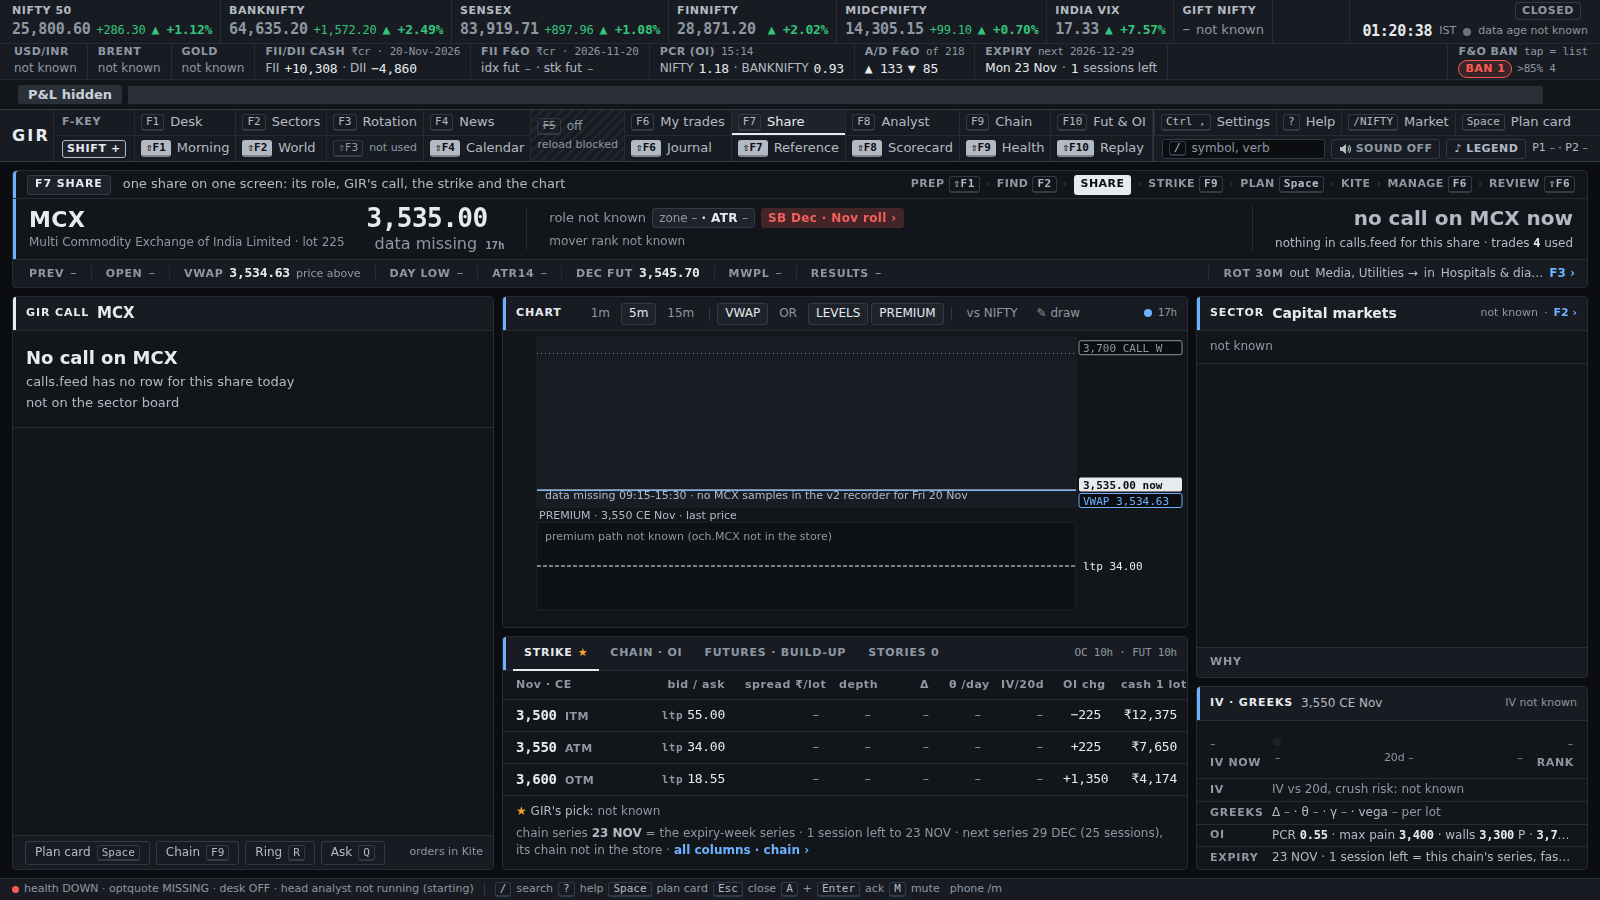 NIFTY 50 25,800.60 +286.30 ▲ +1.12%
BANKNIFTY 64,635.20 +1,572.20 ▲ +2.49%
SENSEX 83,919.71 +897.96 ▲ +1.08%
FINNIFTY 28,871.20 ▲ +2.02%
MIDCPNIFTY 14,305.15 +99.10 ▲ +0.70%
INDIA VIX 17.33 ▲ +7.57%
GIFT NIFTY – not known
CLOSED
01:20:38 IST data age not known
USD/INR not known
BRENT not known
GOLD not known
FII/DII CASH ₹cr · 20-Nov-2026 FII +10,308 · DII −4,860
FII F&O ₹cr · 2026-11-20 idx fut – · stk fut –
PCR (OI) 15:14 NIFTY 1.18 · BANKNIFTY 0.93
A/D F&O of 218 ▲ 133 ▼ 85
EXPIRY next 2026-12-29 Mon 23 Nov · 1 sessions left
F&O BAN tap = list BAN 1 >85% 4
P&L hidden
GIR
F-KEY F1 Desk F2 Sectors F3 Rotation F4 News F5 off reload blocked F6 My trades F7 Share F8 Analyst F9 Chain F10 Fut & OI Ctrl , Settings ? Help /NIFTY Market Space Plan card
SHIFT + ⇧F1 Morning ⇧F2 World ⇧F3 not used ⇧F4 Calendar ⇧F6 Journal ⇧F7 Reference ⇧F8 Scorecard ⇧F9 Health ⇧F10 Replay / symbol, verb SOUND OFF ♪ LEGEND P1 – · P2 –
F7 SHARE one share on one screen: its role, GIR's call, the strike and the chart
PREP ⇧F1 › FIND F2 › SHARE › STRIKE F9 › PLAN Space › KITE › MANAGE F6 › REVIEW ⇧F6
MCX 3,535.00
Multi Commodity Exchange of India Limited · lot 225 data missing 17h
role not known zone – · ATR – SB Dec · Nov roll ›
mover rank not known
no call on MCX now
nothing in calls.feed for this share · trades 4 used
PREV – OPEN – VWAP 3,534.63 price above DAY LOW – ATR14 – DEC FUT 3,545.70 MWPL – RESULTS –
ROT 30M out Media, Utilities → in Hospitals & dia… F3 ›
GIR CALL MCX
No call on MCX
calls.feed has no row for this share today
not on the sector board
Plan card Space Chain F9 Ring R Ask Q orders in Kite
CHART 1m 5m 15m VWAP OR LEVELS PREMIUM vs NIFTY ✎ draw 17h
3,700 CALL W
3,535.00 now
data missing 09:15-15:30 · no MCX samples in the v2 recorder for Fri 20 Nov
VWAP 3,534.63
PREMIUM · 3,550 CE Nov · last price
premium path not known (och.MCX not in the store)
ltp 34.00
STRIKE ★ CHAIN · OI FUTURES · BUILD-UP STORIES 0 OC 10h · FUT 10h
Nov · CE bid / ask spread ₹/lot depth Δ θ /day IV/20d OI chg cash 1 lot
3,500 ITM ltp 55.00 – – – – – −225 ₹12,375
3,550 ATM ltp 34.00 – – – – – +225 ₹7,650
3,600 OTM ltp 18.55 – – – – – +1,350 ₹4,174
★ GIR's pick: not known
chain series 23 NOV = the expiry-week series · 1 session left to 23 NOV · next series 29 DEC (25 sessions),
its chain not in the store · all columns · chain ›
SECTOR Capital markets not known · F2 ›
not known
WHY
IV · GREEKS 3,550 CE Nov IV not known
– –
– 20d – –
IV NOW RANK
IV IV vs 20d, crush risk: not known
GREEKS Δ – · θ – · γ – · vega – per lot
OI PCR 0.55 · max pain 3,400 · walls 3,300 P · 3,7…
EXPIRY 23 NOV · 1 session left = this chain's series, fas…
health DOWN · optquote MISSING · desk OFF · head analyst not running (starting) / search ? help Space plan card Esc close A + Enter ack M mute phone /m